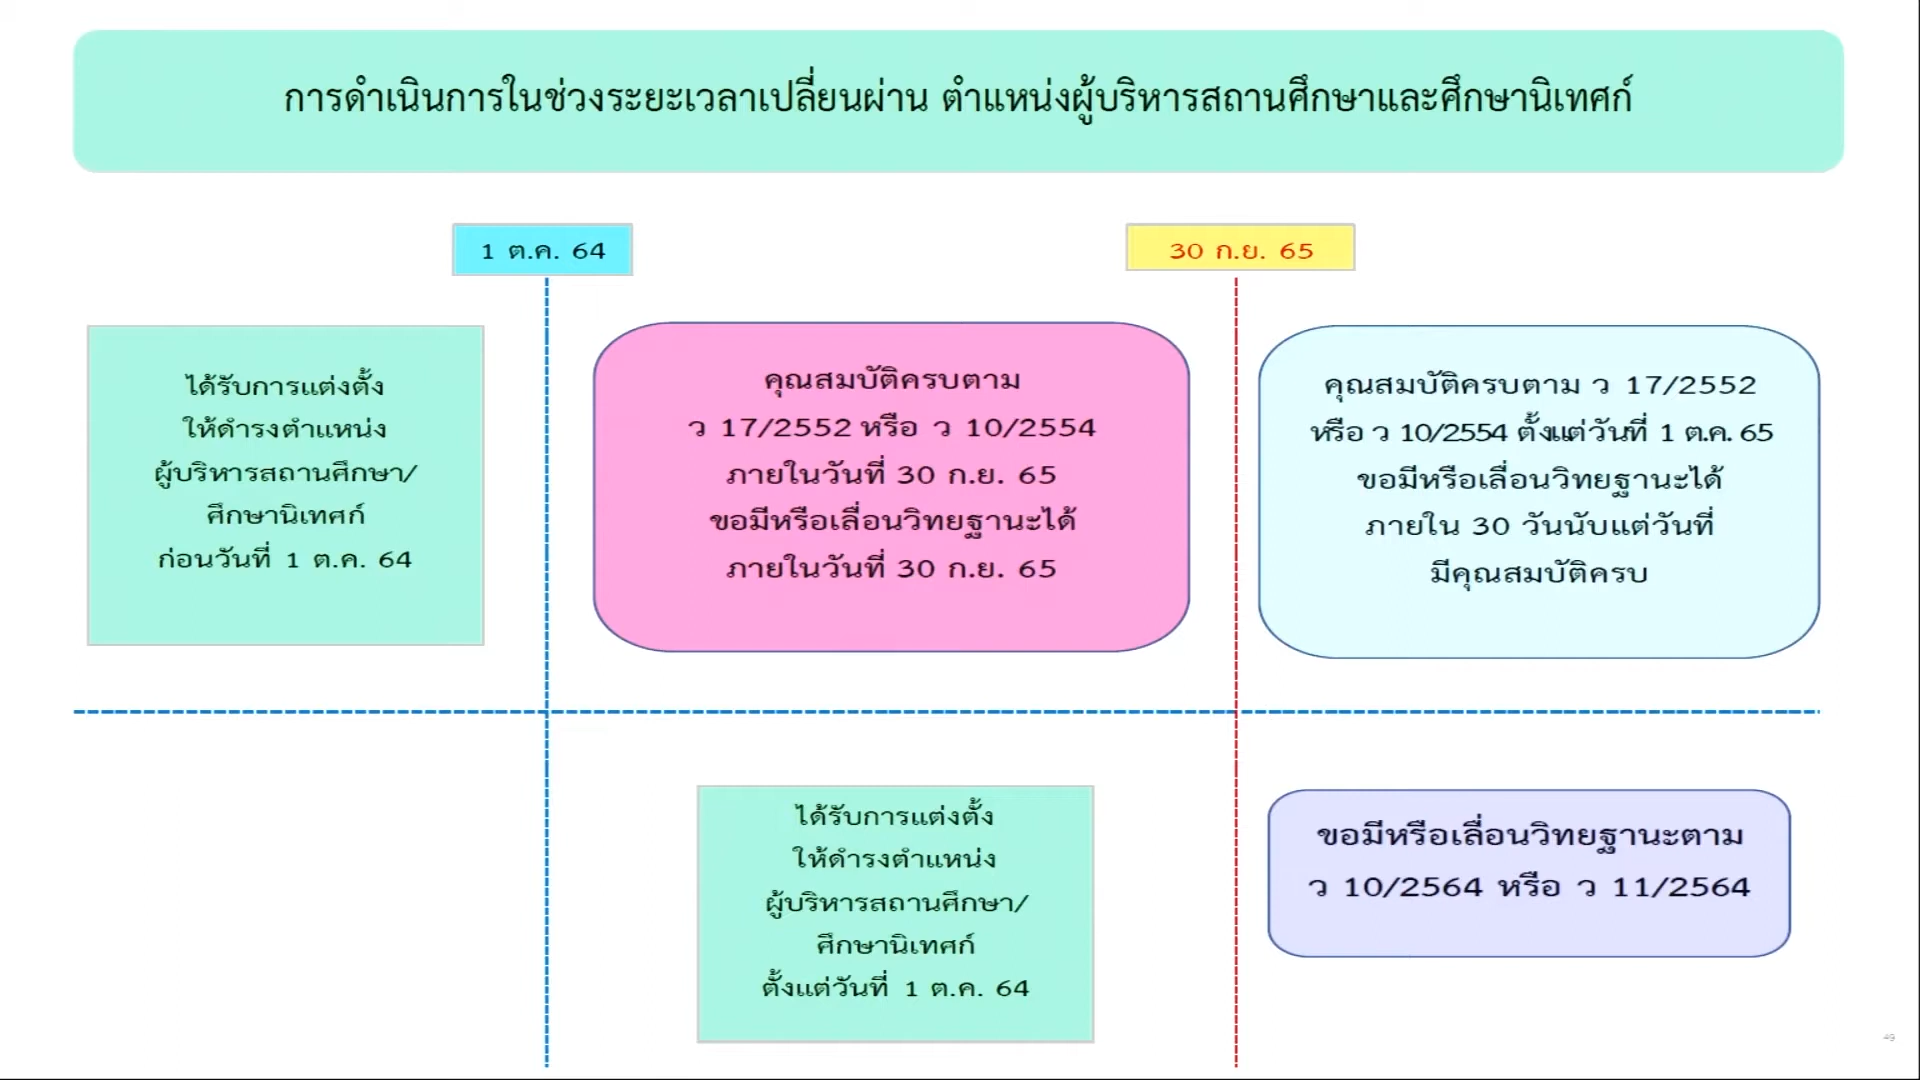 การดำเนินการในช่วงระยะเวลาเปลี่ยนผ่าน ตำแหน่งผู้บริหารสถานศึกษาและศึกษานิเทศก์
1 ต.ค. 64
30 ก.ย. 65
ได้รับการแต่งตั้ง
ให้ดำรงตำแหน่ง
ผู้บริหารสถานศึกษา/
ศึกษานิเทศก์
ก่อนวันที่ 1 ต.ค. 64
คุณสมบัติครบตาม
ว 17/2552 หรือ ว 10/2554
ภายในวันที่ 30 ก.ย. 65
ขอมีหรือเลื่อนวิทยฐานะได้
ภายในวันที่ 30 ก.ย. 65
คุณสมบัติครบตาม ว 17/2552
หรือ ว 10/2554 ตั้งแต่วันที่ 1 ต.ค. 65
ขอมีหรือเลื่อนวิทยฐานะได้
ภายใน 30 วันนับแต่วันที่
มีคุณสมบัติครบ
ได้รับการแต่งตั้ง
ให้ดำรงตำแหน่ง
ผู้บริหารสถานศึกษา/
ศึกษานิเทศก์
ตั้งแต่วันที่ 1 ต.ค. 64
ขอมีหรือเลื่อนวิทยฐานะตาม
ว 10/2564 หรือ ว 11/2564
49